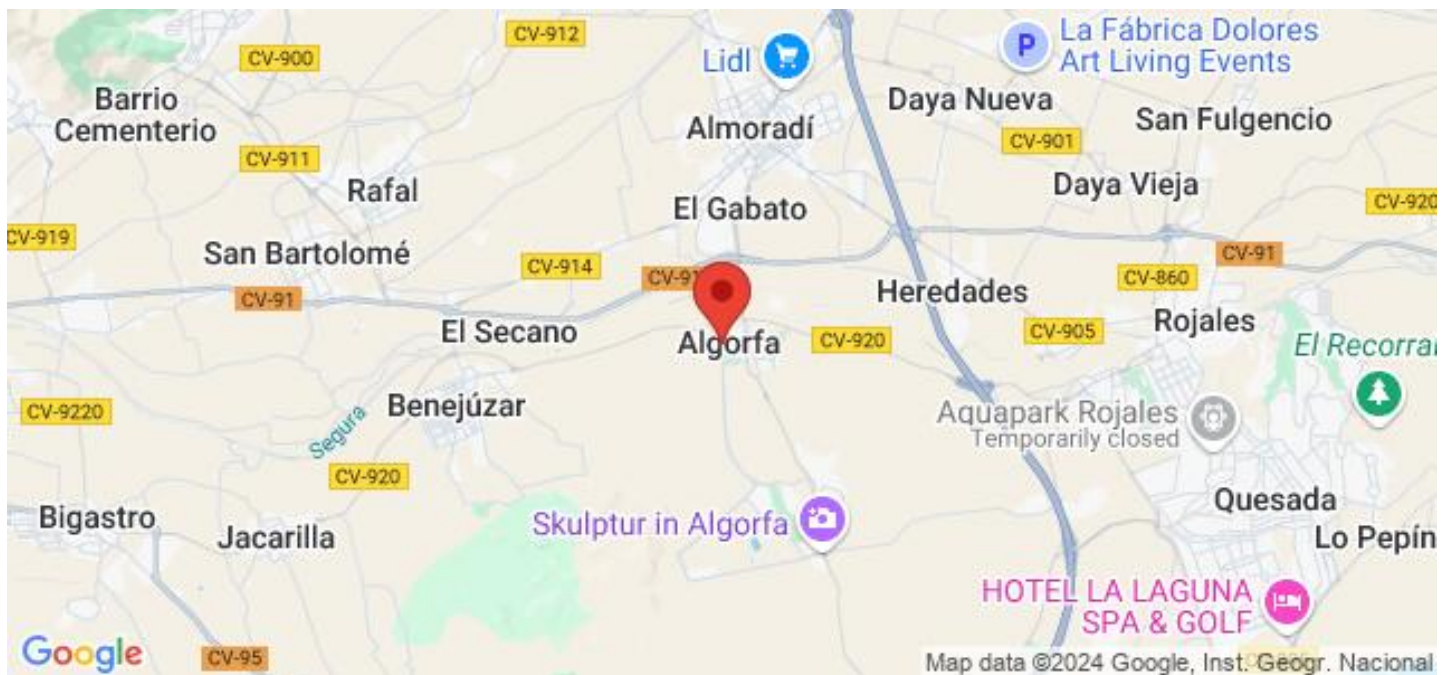 CV-912
La Fábrica Dolores
Art Living Events
P
CV-900
Lidl
Barrio
Cementerio
Daya Nueva
San Fulgencio
Almoradí
CV-901
CV-911
Rafal
Daya Vieja
CV-920
El Gabato
CV-919
San Bartolomé
CV-914
CV-91
CV-91
CV-860
CV-91
Heredades
El Secano
Algorfa
CV-920
CV-905
Rojales
El Recorral
Benejúzar
CV-9220
Segura
Aquapark Rojales
Temporarily closed
CV-920
Quesada
Bigastro
Jacarilla
Skulptur in Algorfa
Lo Pepín
HOTEL LA LAGUNA
SPA & GOLF
Google
CV-95
Map data ©2024 Google, Inst. Geogr. Nacional